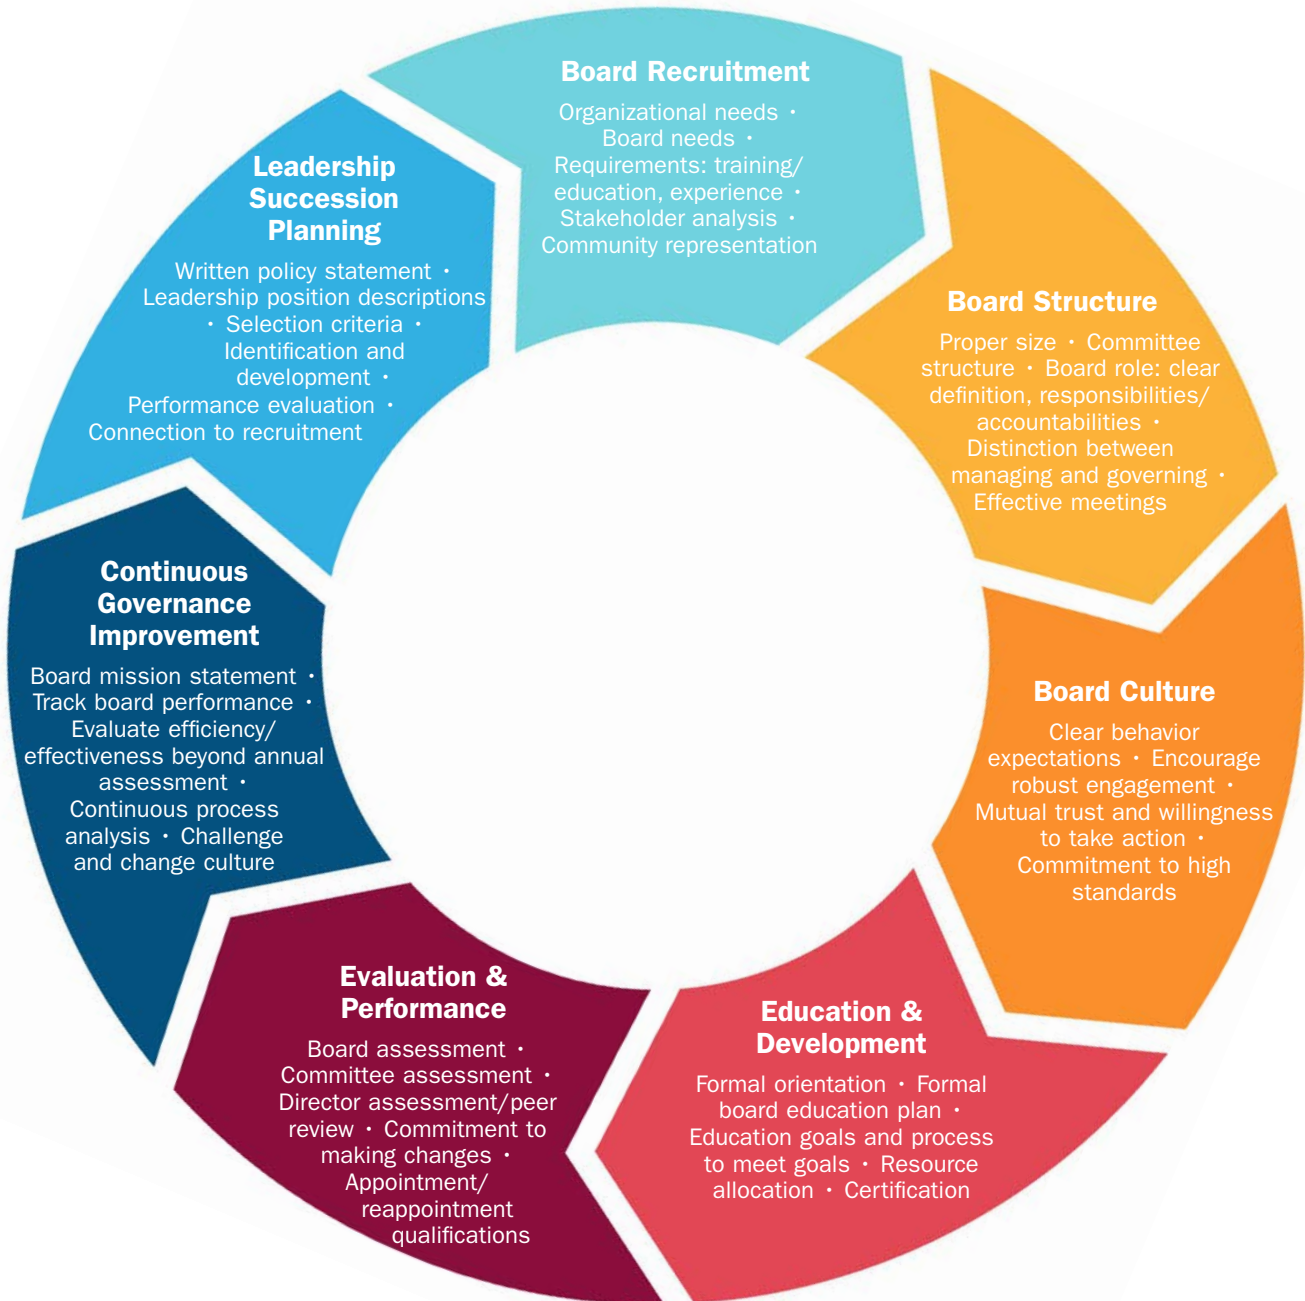 Board Recruitment
Organizational needs •
Board needs •
Requirements: training/
education, experience •
Stakeholder analysis •
Community representation
Board Structure
Proper size • Committee
structure • Board role: clear
definition, responsibilities/
accountabilities •
Distinction between
managing and governing •
Effective meetings
Board Culture
Clear behavior
expectations • Encourage
robust engagement •
Mutual trust and willingness
to take action •
Commitment to high
standards
Education &
Development
Formal orientation • Formal
board education plan •
Education goals and process
to meet goals • Resource
allocation • Certification
Evaluation &
Performance
Board assessment •
Committee assessment •
Director assessment/peer
review • Commitment to
making changes •
Appointment/
reappointment
qualifications
Continuous
Governance
Improvement
Board mission statement •
Track board performance •
Evaluate efficiency/
effectiveness beyond annual
assessment •
Continuous process
analysis • Challenge
and change culture
Leadership
Succession
Planning
Written policy statement •
Leadership position descriptions
• Selection criteria •
Identification and
development •
Performance evaluation •
Connection to recruitment